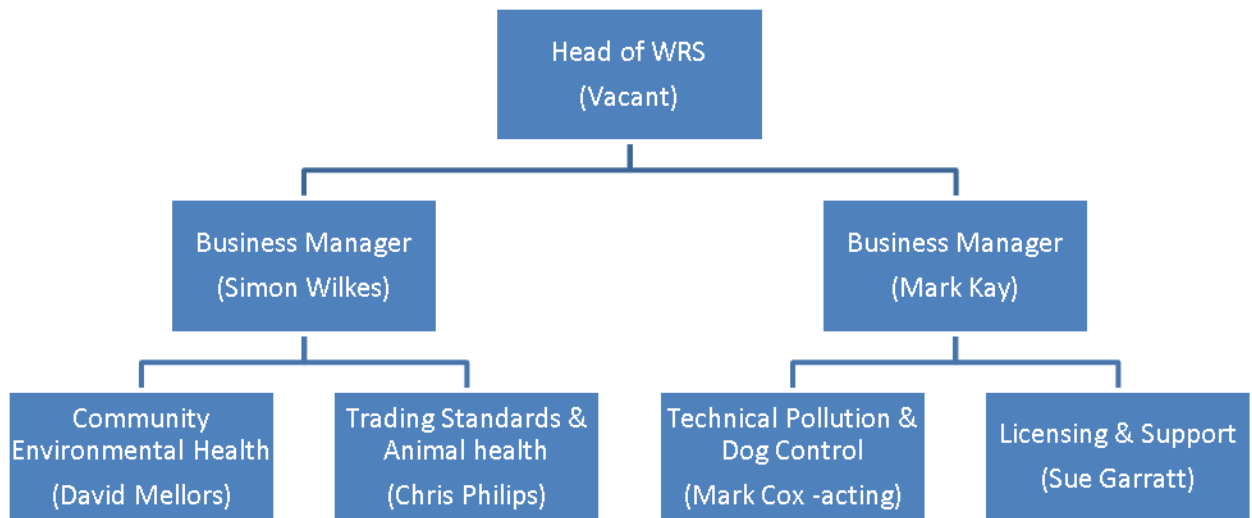 Head of WRS
(Vacant)
Business Manager
(Simon Wilkes)
Business Manager
(Mark Kay)
Community
Environmental Health
(David Mellors)
Trading Standards &
Animal health
(Chris Philips)
Technical Pollution &
Dog Control
(Mark Cox -acting)
Licensing & Support
(Sue Garratt)